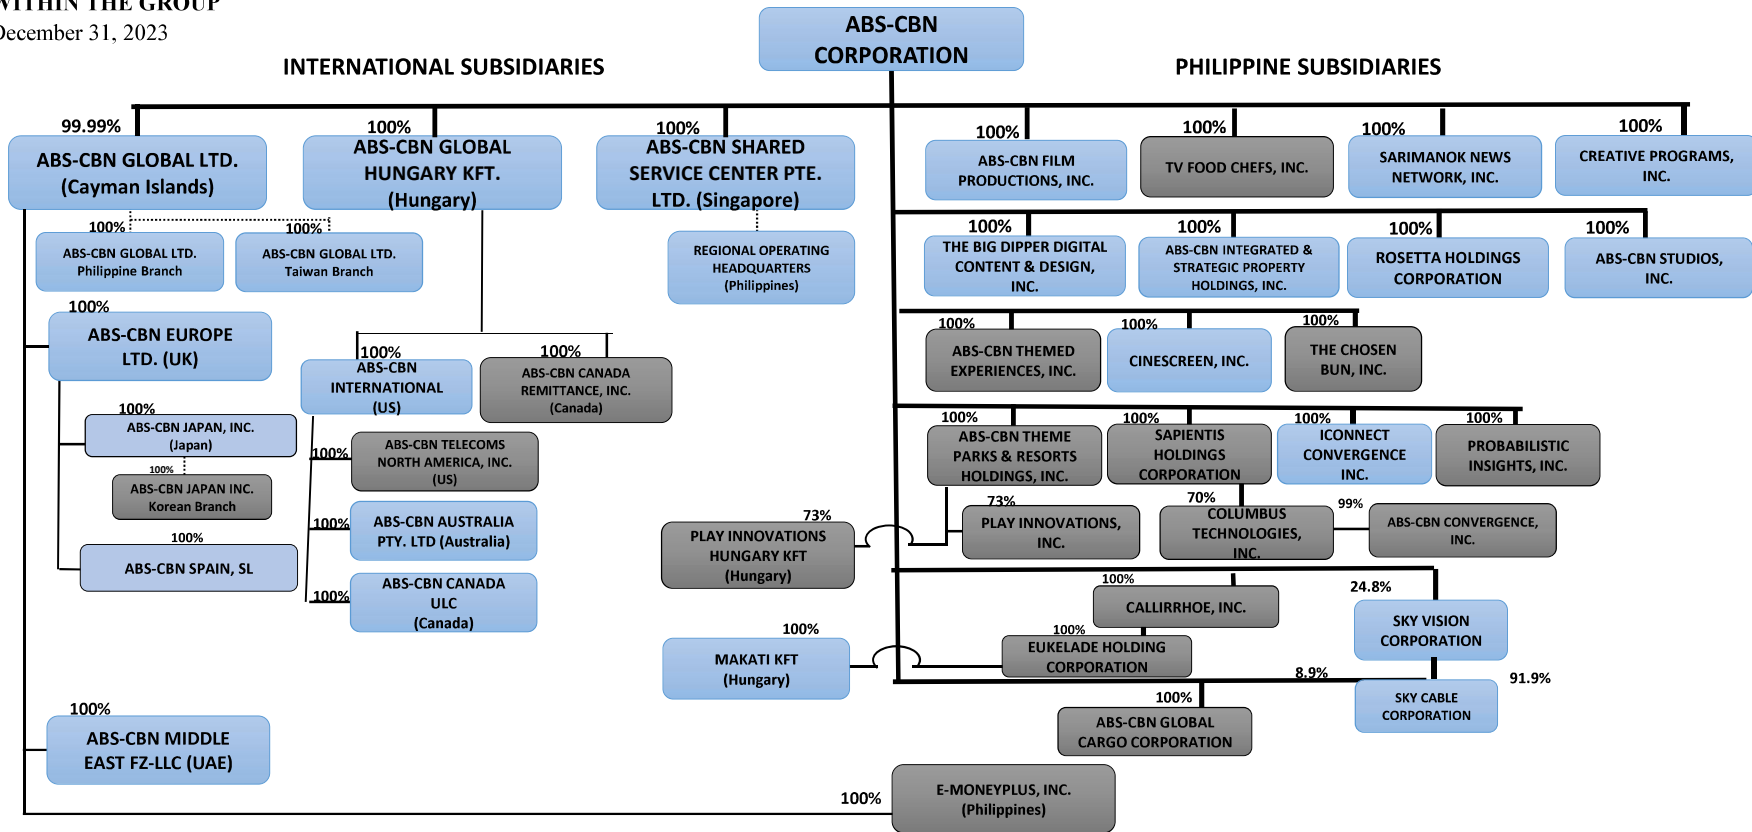 WITHIN THE GROUP
December 31, 2023
ABS-CBN
CORPORATION
INTERNATIONAL SUBSIDIARIES
PHILIPPINE SUBSIDIARIES
99.99%
ABS-CBN GLOBAL LTD.
(Cayman Islands)
100%
ABS-CBN GLOBAL
HUNGARY KFT.
(Hungary)
100%
ABS-CBN SHARED
SERVICE CENTER PTE.
LTD. (Singapore)
100%
ABS-CBN FILM
PRODUCTIONS, INC.
100%
TV FOOD CHEFS, INC.
100%
SARIMANOK NEWS
NETWORK, INC.
100%
CREATIVE PROGRAMS,
INC.
100%
ABS-CBN GLOBAL LTD.
Philippine Branch
100%
ABS-CBN GLOBAL LTD.
Taiwan Branch
REGIONAL OPERATING
HEADQUARTERS
(Philippines)
100%
THE BIG DIPPER DIGITAL
CONTENT & DESIGN,
INC.
100%
ABS-CBN INTEGRATED &
STRATEGIC PROPERTY
HOLDINGS, INC.
100%
ROSETTA HOLDINGS
CORPORATION
100%
ABS-CBN STUDIOS,
INC.
100%
ABS-CBN EUROPE
LTD. (UK)
100%
ABS-CBN
INTERNATIONAL
(US)
100%
ABS-CBN CANADA
REMITTANCE, INC.
(Canada)
100%
ABS-CBN THEMED
EXPERIENCES, INC.
100%
CINESCREEN, INC.
100%
THE CHOSEN
BUN, INC.
100%
ABS-CBN JAPAN, INC.
(Japan)
100%
ABS-CBN JAPAN INC.
Korean Branch
100%
ABS-CBN SPAIN, SL
100%
ABS-CBN TELECOMS
NORTH AMERICA, INC.
(US)
100%
ABS-CBN AUSTRALIA
PTY. LTD (Australia)
100%
ABS-CBN CANADA
ULC
(Canada)
100%
ABS-CBN THEME
PARKS & RESORTS
HOLDINGS, INC.
100%
SAPIENTIS
HOLDINGS
CORPORATION
100%
ICONNECT
CONVERGENCE
INC.
100%
PROBABILISTIC
INSIGHTS, INC.
73%
PLAY INNOVATIONS
HUNGARY KFT
(Hungary)
73%
PLAY INNOVATIONS,
INC.
70%
COLUMBUS
TECHNOLOGIES,
INC.
99%
ABS-CBN CONVERGENCE,
INC.
100%
CALLIRRHOE, INC.
24.8%
SKY VISION
CORPORATION
100%
MAKATI KFT
(Hungary)
100%
EUKELADE HOLDING
CORPORATION
8.9%
91.9%
SKY CABLE
CORPORATION
100%
ABS-CBN GLOBAL
CARGO CORPORATION
100%
ABS-CBN MIDDLE
EAST FZ-LLC (UAE)
100%
E-MONEYPLUS, INC.
(Philippines)